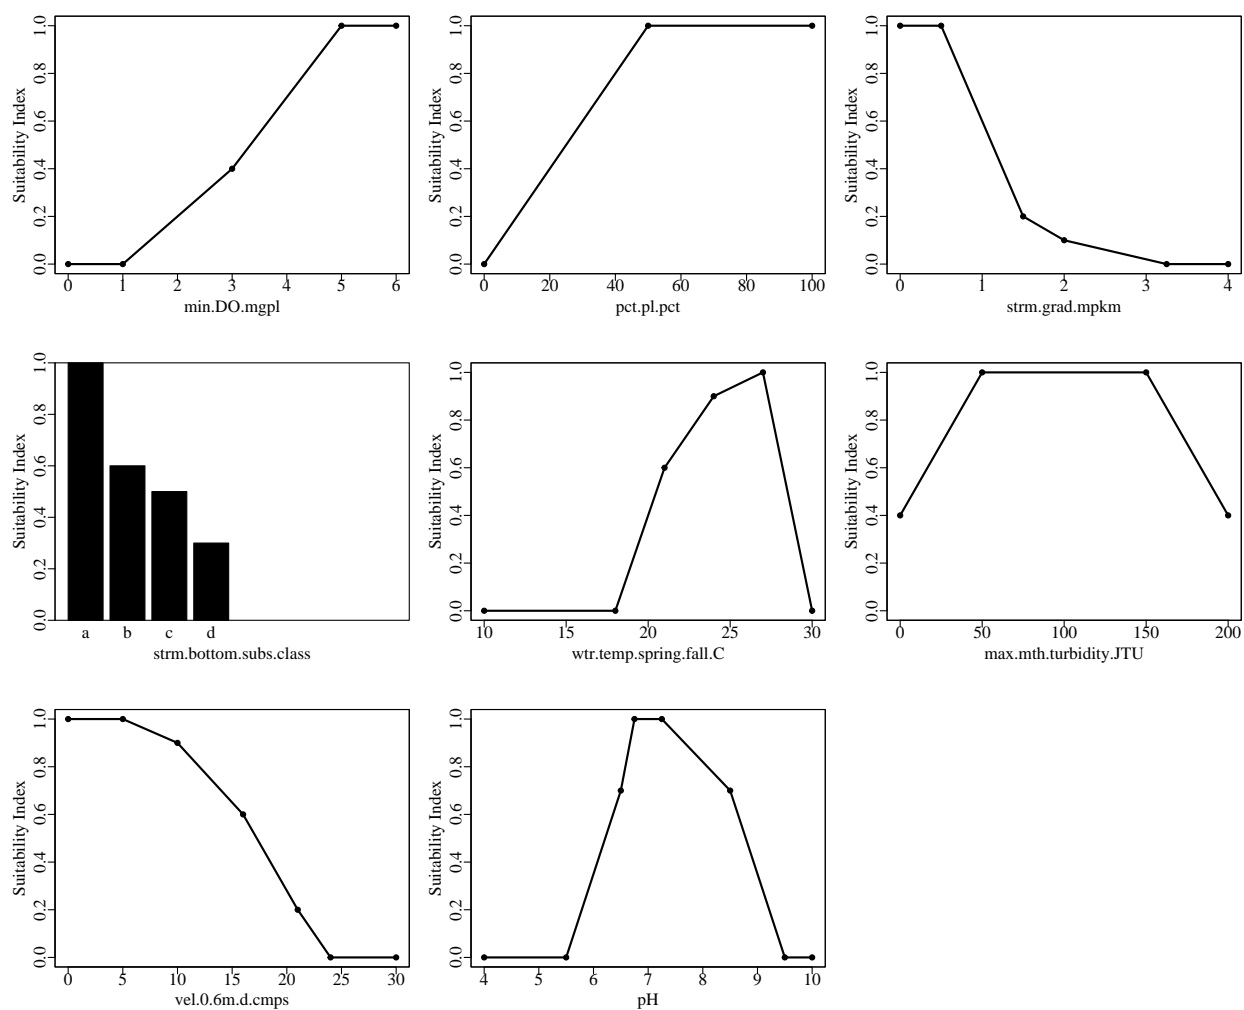 Suitability Index
0.0 0.2 0.4 0.6 0.8 1.0
0 1 2 3 4 5 6
min.DO.mgpl
Suitability Index
0.0 0.2 0.4 0.6 0.8 1.0
0 20 40 60 80 100
pct.pl.pct
Suitability Index
0.0 0.2 0.4 0.6 0.8 1.0
0 1 2 3 4
strm.grad.mpkm
Suitability Index
0.0 0.2 0.4 0.6 0.8 1.0
a b c d
strm.bottom.subs.class
Suitability Index
0.0 0.2 0.4 0.6 0.8 1.0
10 15 20 25 30
wtr.temp.spring.fall.C
Suitability Index
0.0 0.2 0.4 0.6 0.8 1.0
0 50 100 150 200
max.mth.turbidity.JTU
Suitability Index
0.0 0.2 0.4 0.6 0.8 1.0
0 5 10 15 20 25 30
vel.0.6m.d.cmps
Suitability Index
0.0 0.2 0.4 0.6 0.8 1.0
4 5 6 7 8 9 10
pH